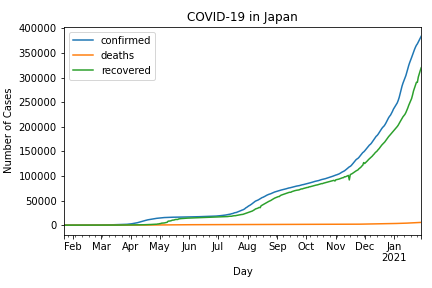 COVID-19 in Japan
confirmed
deaths
recovered
Number of Cases
400000
350000
300000
250000
200000
150000
100000
50000
0
Feb Mar Apr May Jun Jul Aug Sep Oct Nov Dec Jan
2021
Day